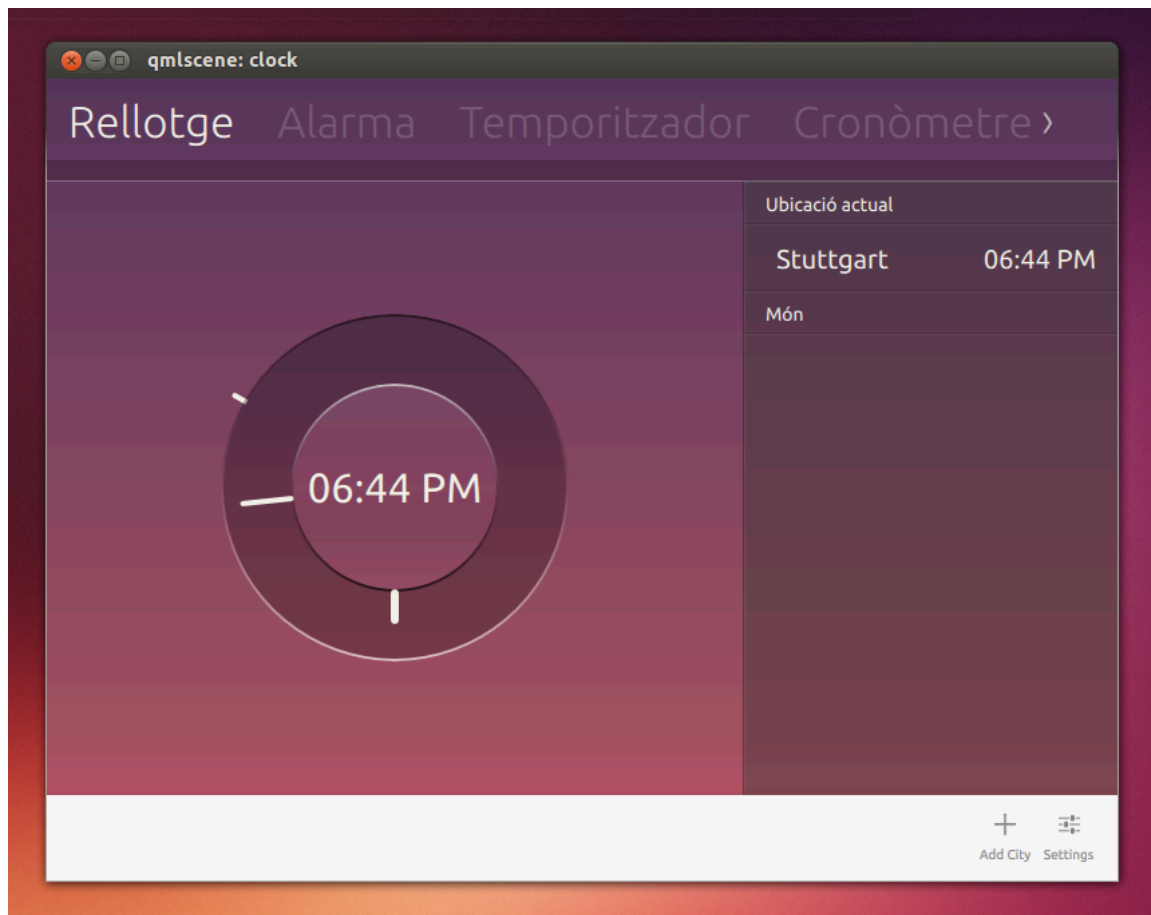 qmlscene: clock
Rellotge Alarma Temporitzador Cronòmetre ›
Ubicació actual
Stuttgart 06:44 PM
Món
06:44 PM
Add City Settings